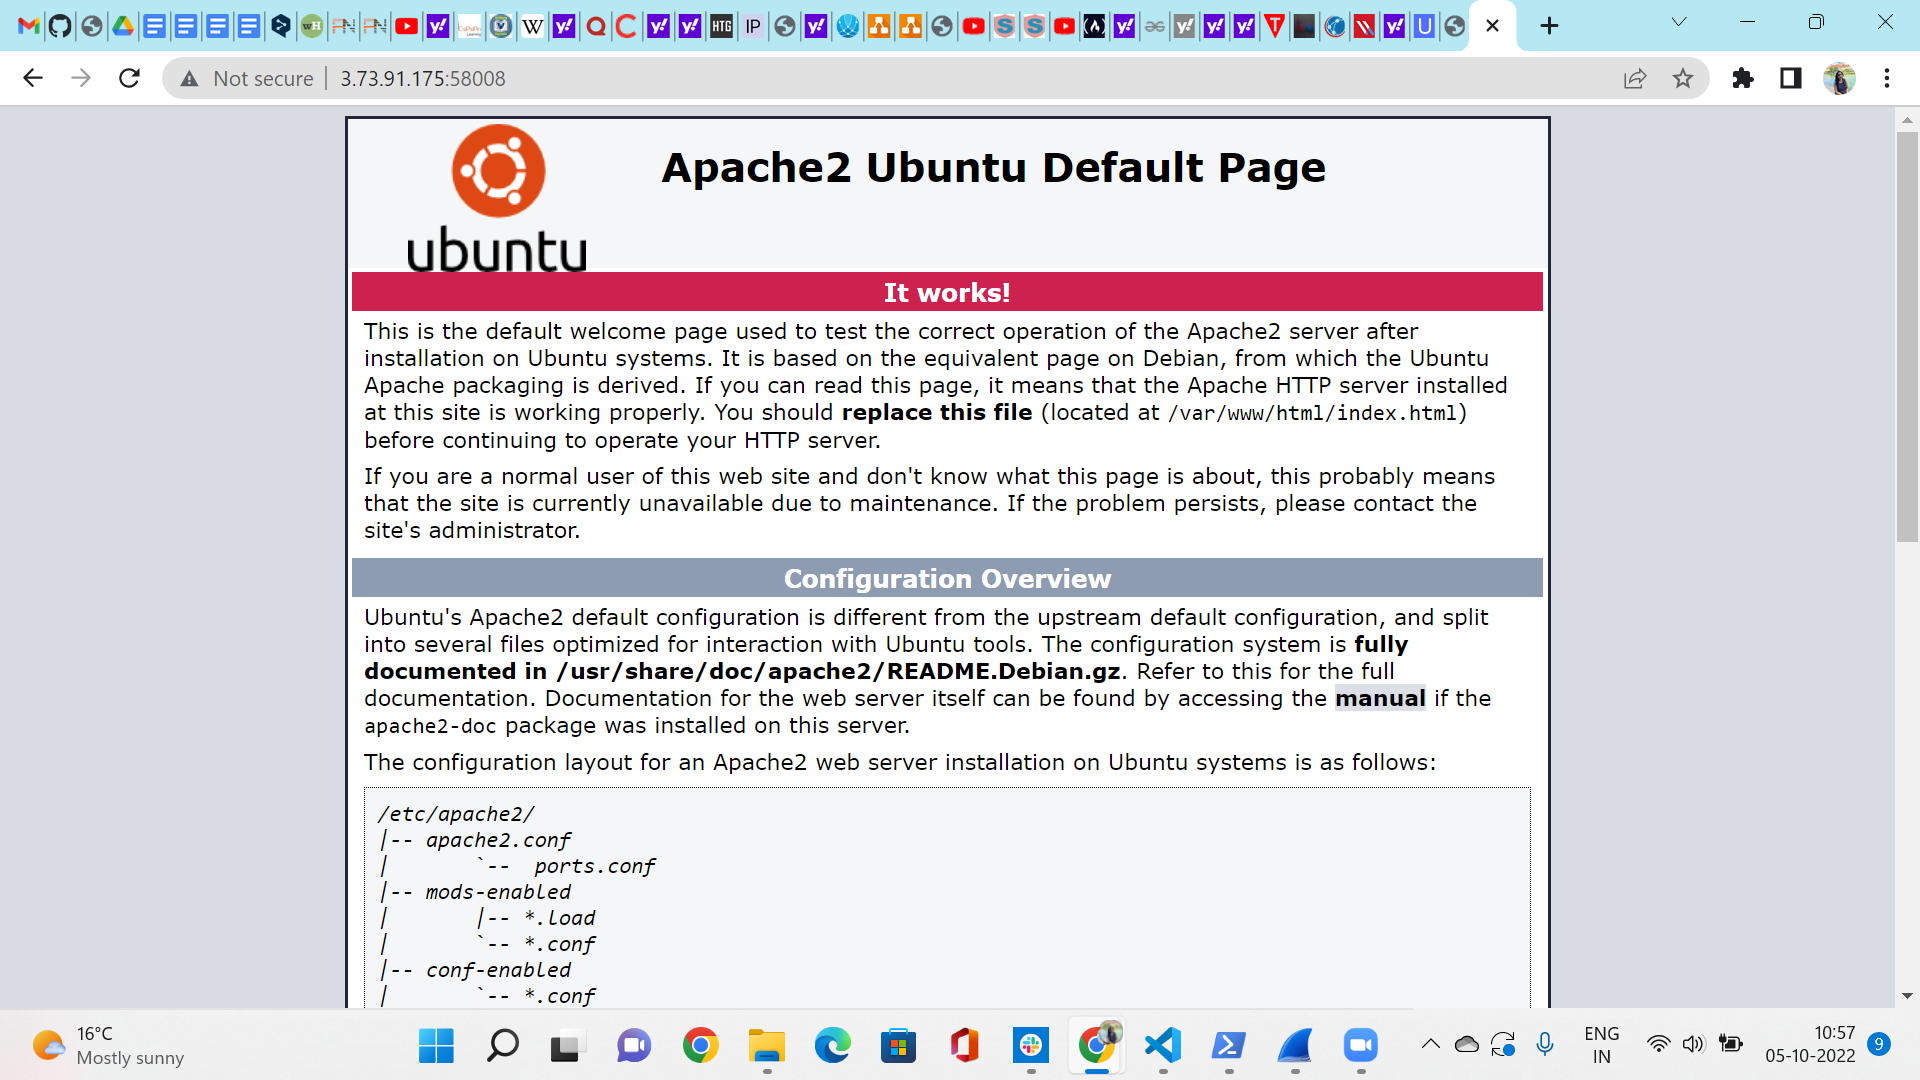 Not secure
3.73.91.175:58008
ubuntu
Apache2 Ubuntu Default Page
It works!
This is the default welcome page used to test the correct operation of the Apache2 server after
installation on Ubuntu systems. It is based on the equivalent page on Debian, from which the Ubuntu
Apache packaging is derived. If you can read this page, it means that the Apache HTTP server installed
at this site is working properly. You should replace this file (located at /var/www/html/index.html)
before continuing to operate your HTTP server.
If you are a normal user of this web site and don't know what this page is about, this probably means
that the site is currently unavailable due to maintenance. If the problem persists, please contact the
site's administrator.
Configuration Overview
Ubuntu's Apache2 default configuration is different from the upstream default configuration, and split
into several files optimized for interaction with Ubuntu tools. The configuration system is fully
documented in /usr/share/doc/apache2/README.Debian.gz. Refer to this for the full
documentation. Documentation for the web server itself can be found by accessing the manual if the
apache2-doc package was installed on this server.
The configuration layout for an Apache2 web server installation on Ubuntu systems is as follows:
/etc/apache2/
|-- apache2.conf
|       `--  ports.conf
|-- mods-enabled
|       |-- *.load
|       `-- *.conf
|-- conf-enabled
|       `-- *.conf
16°C
Mostly sunny
ENG
IN
10:57
05-10-2022
9